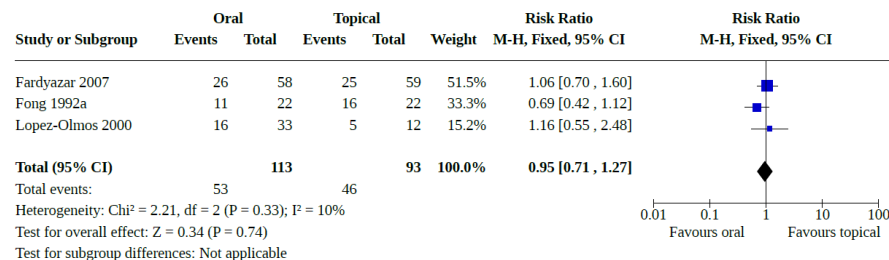 Oral Topical Risk Ratio Risk Ratio
Study or Subgroup Events Total Events Total Weight M-H, Fixed, 95% CI M-H, Fixed, 95% CI
Fardyazar 2007 26 58 25 59 51.5% 1.06 [0.70 , 1.60]
Fong 1992a 11 22 16 22 33.3% 0.69 [0.42 , 1.12]
Lopez-Olmos 2000 16 33 5 12 15.2% 1.16 [0.55 , 2.48]
Total (95% CI) 113 93 100.0% 0.95 [0.71 , 1.27]
Total events: 53 46
Heterogeneity: Chi² = 2.21, df = 2 (P = 0.33); I² = 10%
0.01 0.1 1 10 100
Test for overall effect: Z = 0.34 (P = 0.74)
Favours oral Favours topical
Test for subgroup differences: Not applicable